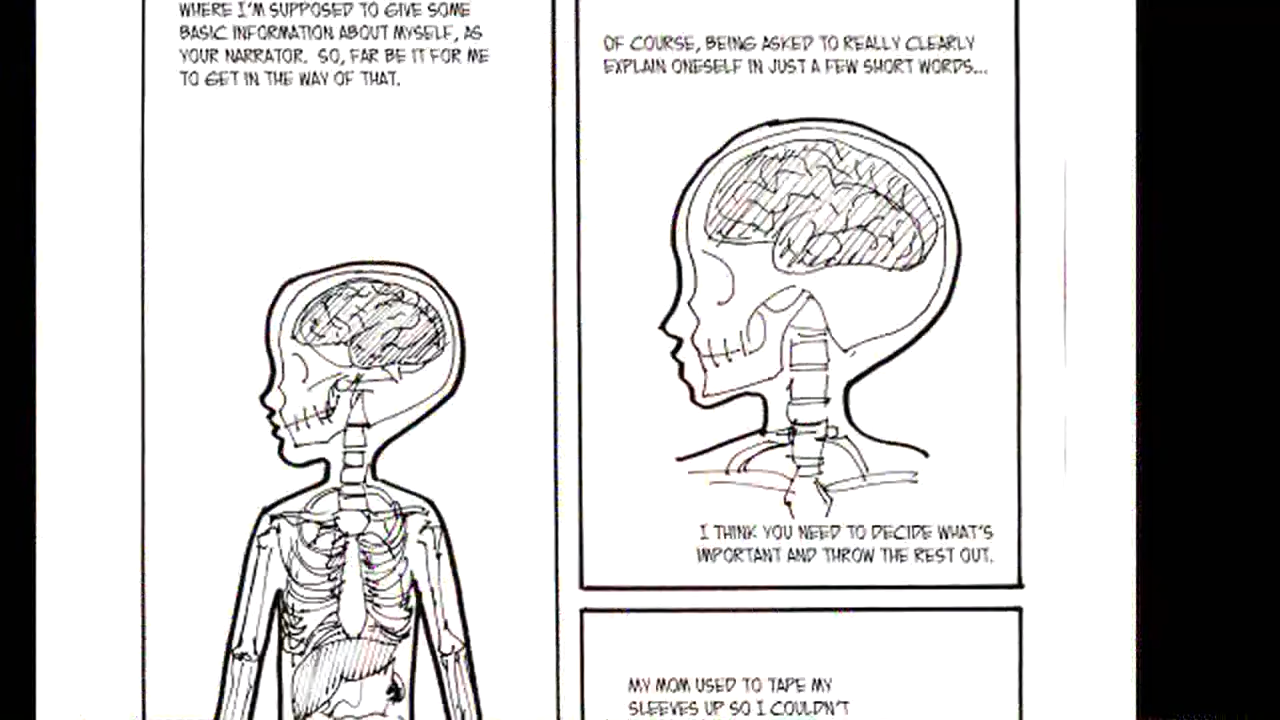 WHERE I'M SUPPOSED TO GIVE SOME
BASIC INFORMATION ABOUT MYSELF, AS
YOUR NARRATOR. SO, FAR BE IT FOR ME
TO GET IN THE WAY OF THAT.
OF COURSE, BEING ASKED TO REALLY CLEARLY
EXPLAIN ONESELF IN JUST A FEW SHORT WORDS...
I THINK YOU NEED TO DECIDE WHAT'S
IMPORTANT AND THROW THE REST OUT.
MY MOM USED TO TAPE MY
SLEEVES UP SO I COULDN'T